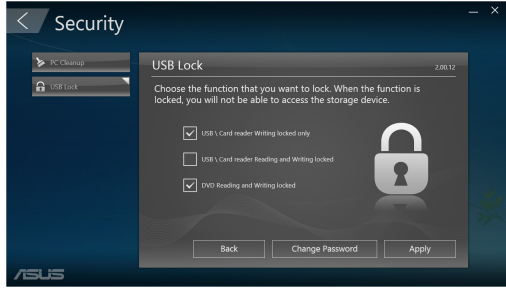 Security
PC Cleanup
USB Lock
USB Lock
2.00.12
Choose the function that you want to lock. When the function is
locked, you will not be able to access the storage device.
USB \ Card reader Writing locked only
USB \ Card reader Reading and Writing locked
DVD Reading and Writing locked
Back
Change Password
Apply
ASUS